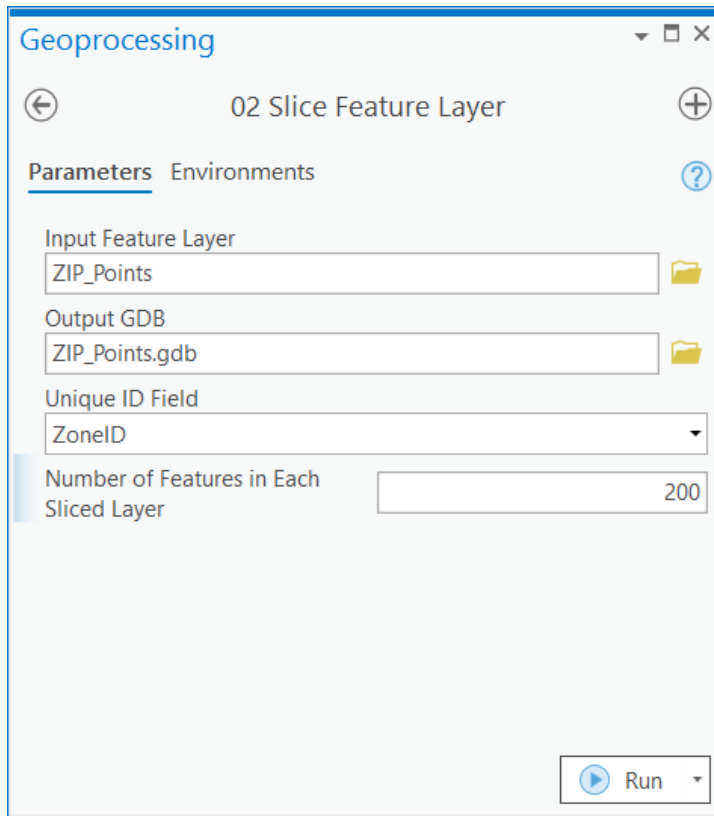 Geoprocessing
02 Slice Feature Layer
Parameters Environments
?
Input Feature Layer
ZIP_Points
Output GDB
ZIP_Points.gdb
Unique ID Field
ZoneID
Number of Features in Each
Sliced Layer
200
Run